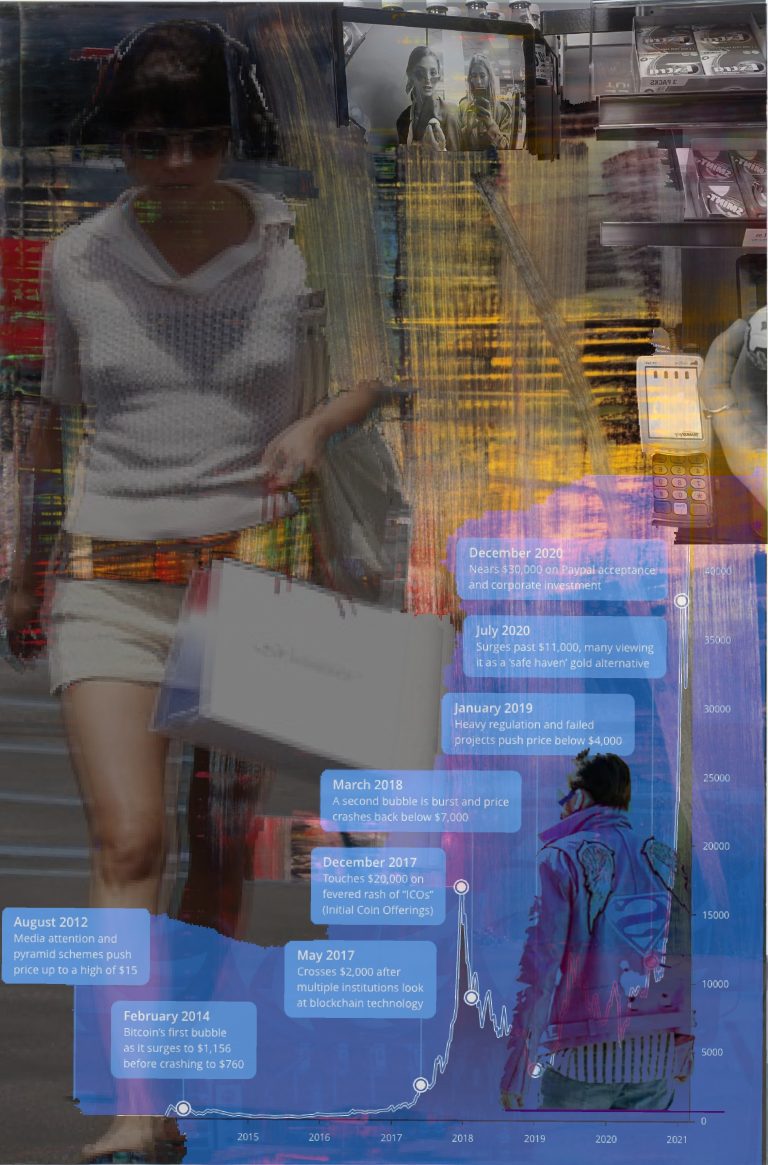 Extra
3 PACKS
SMINT
December 2020
Nears $30,000 on Paypal acceptance
and corporate investment
40000
July 2020
Surges past $11,000, many viewing
it as a 'safe haven' gold alternative
35000
January 2019
Heavy regulation and failed
projects push price below $4,000
30000
March 2018
A second bubble is burst and price
crashes back below $7,000
25000
December 2017
Touches $20,000 on
fevered rash of "ICOs"
(Initial Coin Offerings)
20000
August 2012
Media attention and
pyramid schemes push
price up to a high of $15
15000
May 2017
Crosses $2,000 after
multiple institutions look
at blockchain technology
10000
February 2014
Bitcoin's first bubble
as it surges to $1,156
before crashing to $760
5000
0
2015 2016 2017 2018 2019 2020 2021